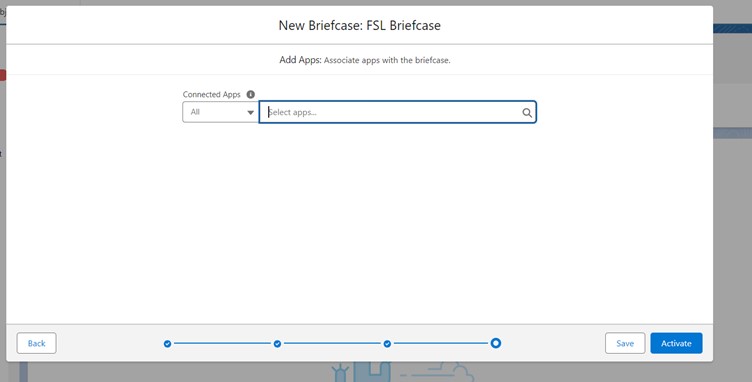 New Briefcase: FSL Briefcase
Add Apps: Associate apps with the briefcase.
Connected Apps
All
Select apps...
Back
Save
Activate